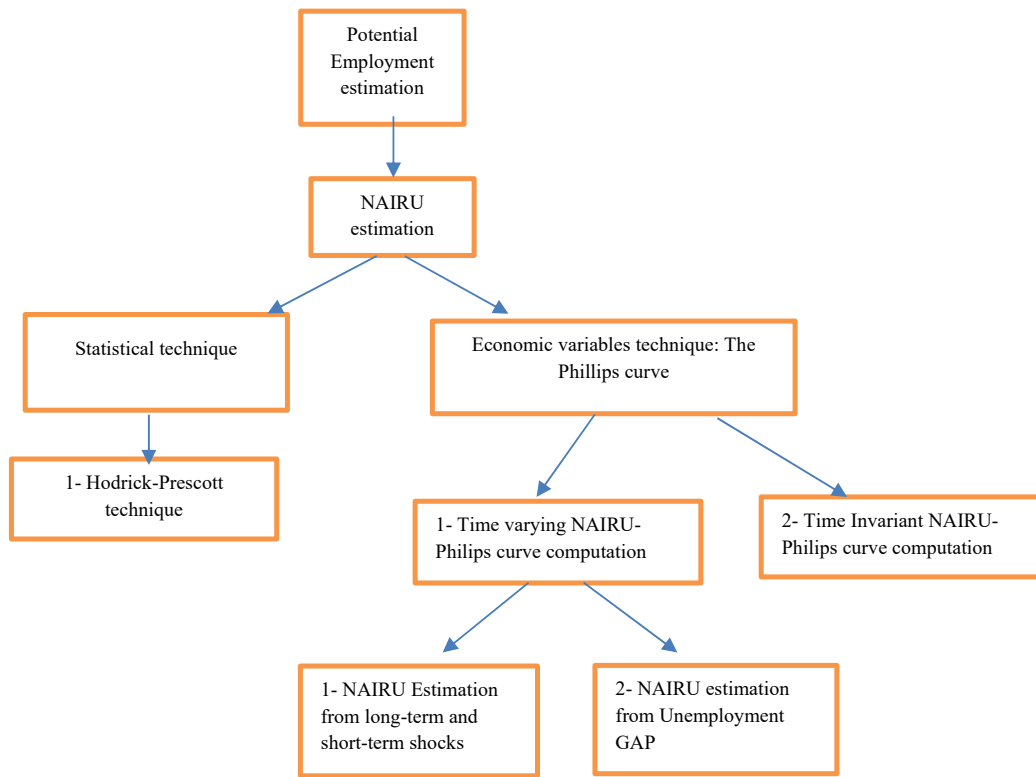 Potential
Employment
estimation
NAIRU
estimation
Statistical technique
Economic variables technique: The
Phillips curve
1- Hodrick-Prescott
technique
1- Time varying NAIRU-
Philips curve computation
2- Time Invariant NAIRU-
Philips curve computation
1- NAIRU Estimation
from long-term and
short-term shocks
2- NAIRU estimation
from Unemployment
GAP